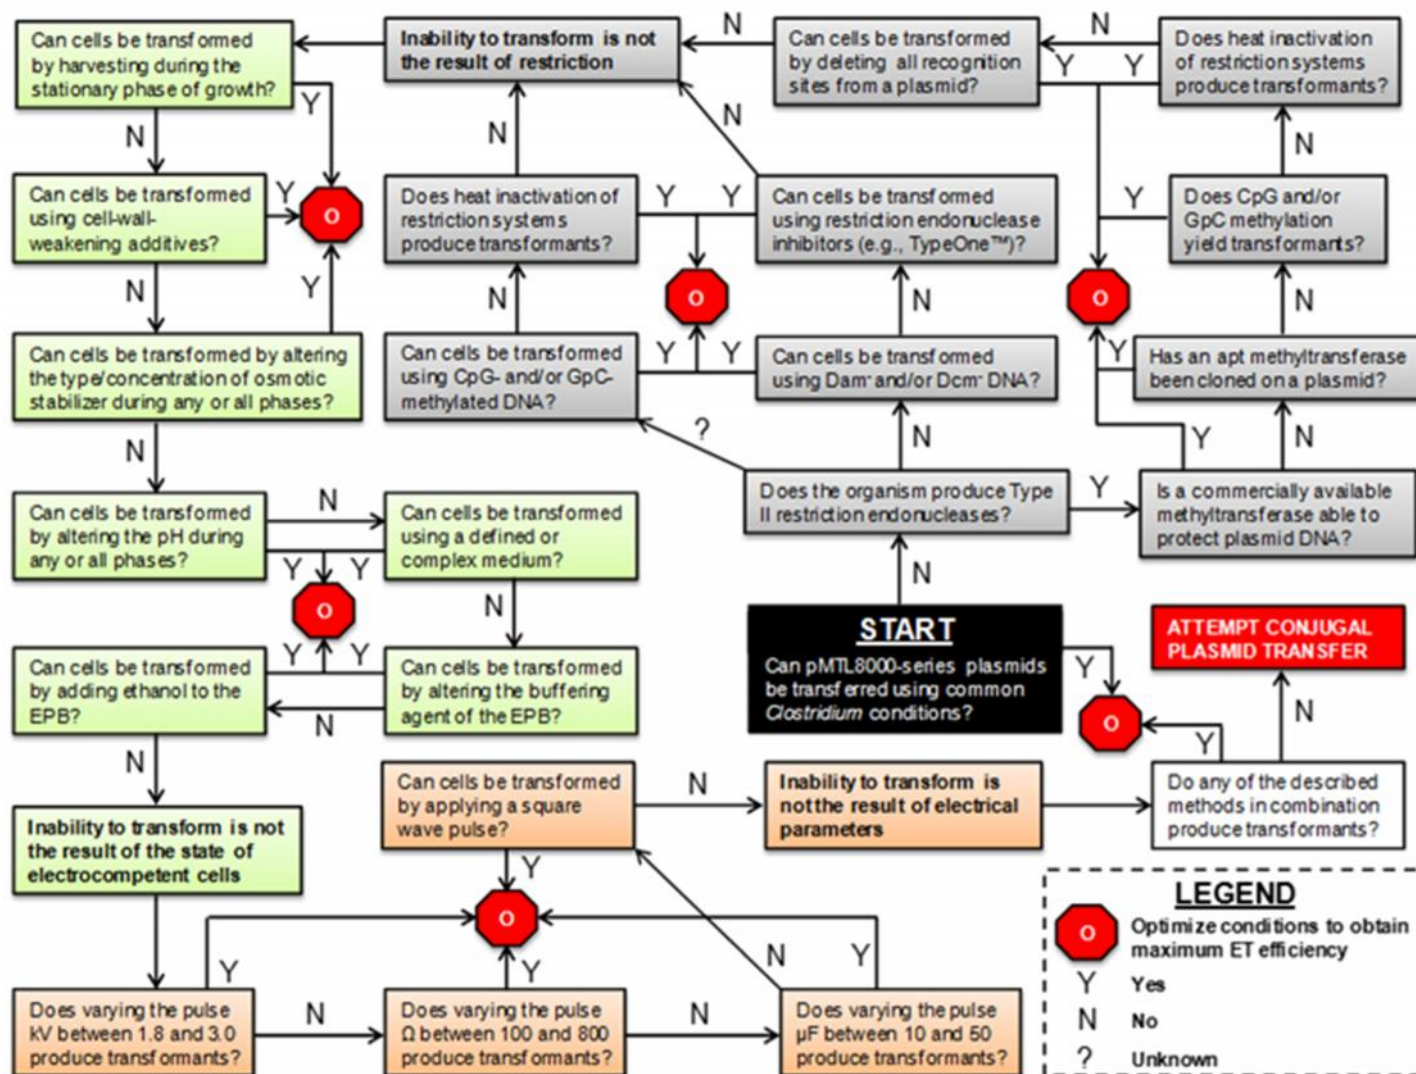 Can cells be transformed
by harvesting during the
stationary phase of growth?
Inability to transform is not
the result of restriction
N
Can cells be transformed
by deleting all recognition
sites from a plasmid?
N
Y
Y
Does heat inactivation
of restriction systems
produce transformants?
Y
N
N
N
N
Can cells be transformed
using cell-wall-
weakening additives?
Y
O
Does heat inactivation of
restriction systems
produce transformants?
Y
Y
Can cells be transformed
using restriction endonuclease
inhibitors (e.g., TypeOne™)?
Y
Does CpG and/or
GpC methylation
yield transformants?
N
Y
N
O
N
O
N
Can cells be transformed by altering
the type/concentration of osmotic
stabilizer during any or all phases?
Can cells be transformed
using CpG- and/or GpC-
methylated DNA?
Y
Y
Can cells be transformed
using Dam- and/or Dcm- DNA?
Y
Has an apt methyltransferase
been cloned on a plasmid?
N
?
N
Y
N
Can cells be transformed
by altering the pH during
any or all phases?
N
Can cells be transformed
using a defined or
complex medium?
Does the organism produce Type
II restriction endonucleases?
Y
Is a commercially available
methyltransferase able to
protect plasmid DNA?
Y
Y
O
N
N
Y
Y
Can cells be transformed
by adding ethanol to the
EPB?
N
Can cells be transformed
by altering the buffering
agent of the EPB?
START
Can pMTL8000-series plasmids
be transferred using common
Clostridium conditions?
Y
O
ATTEMPT CONJUGAL
PLASMID TRANSFER
Y
N
N
Inability to transform is not
the result of the state of
electrocompetent cells
Can cells be transformed
by applying a square
wave pulse?
N
Inability to transform is
not the result of electrical
parameters
Do any of the described
methods in combination
produce transformants?
Y
O
Y
Y
N
Y
Does varying the pulse
kV between 1.8 and 3.0
produce transformants?
N
Does varying the pulse
Ω between 100 and 800
produce transformants?
N
Does varying the pulse
µF between 10 and 50
produce transformants?
LEGEND
O Optimize conditions to obtain
maximum ET efficiency
Y Yes
N No
? Unknown